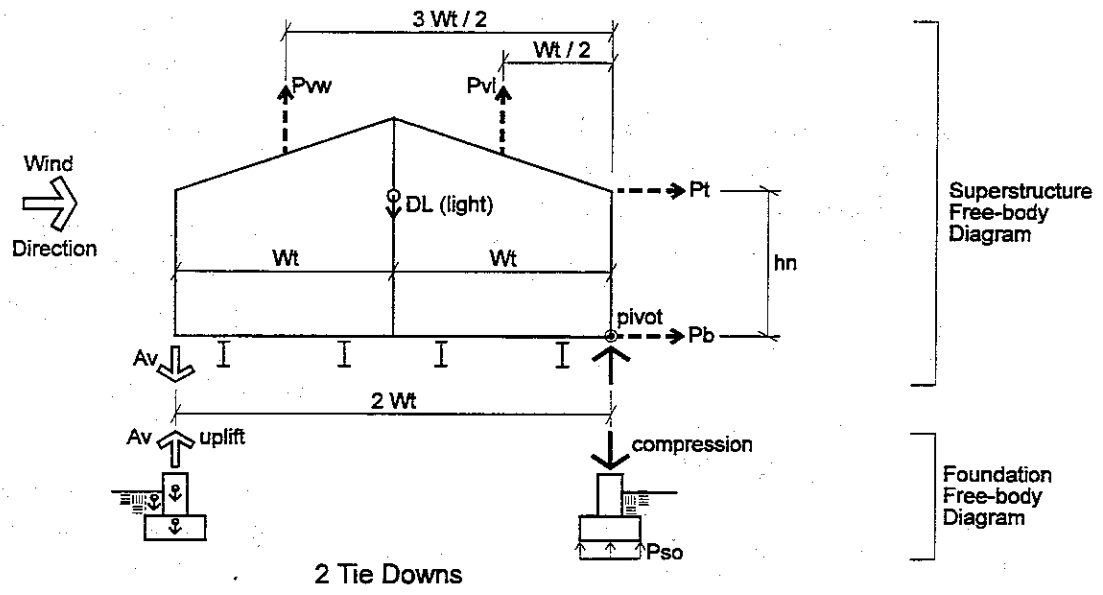 3 Wt / 2
Wt / 2
Pvw
Pvl
Wind
Direction
DL (light)
Pt
Superstructure
Free-body
Diagram
Wt
Wt
hn
pivot
Pb
Av
2 Wt
Av
uplift
compression
Foundation
Free-body
Diagram
Pso
2 Tie Downs